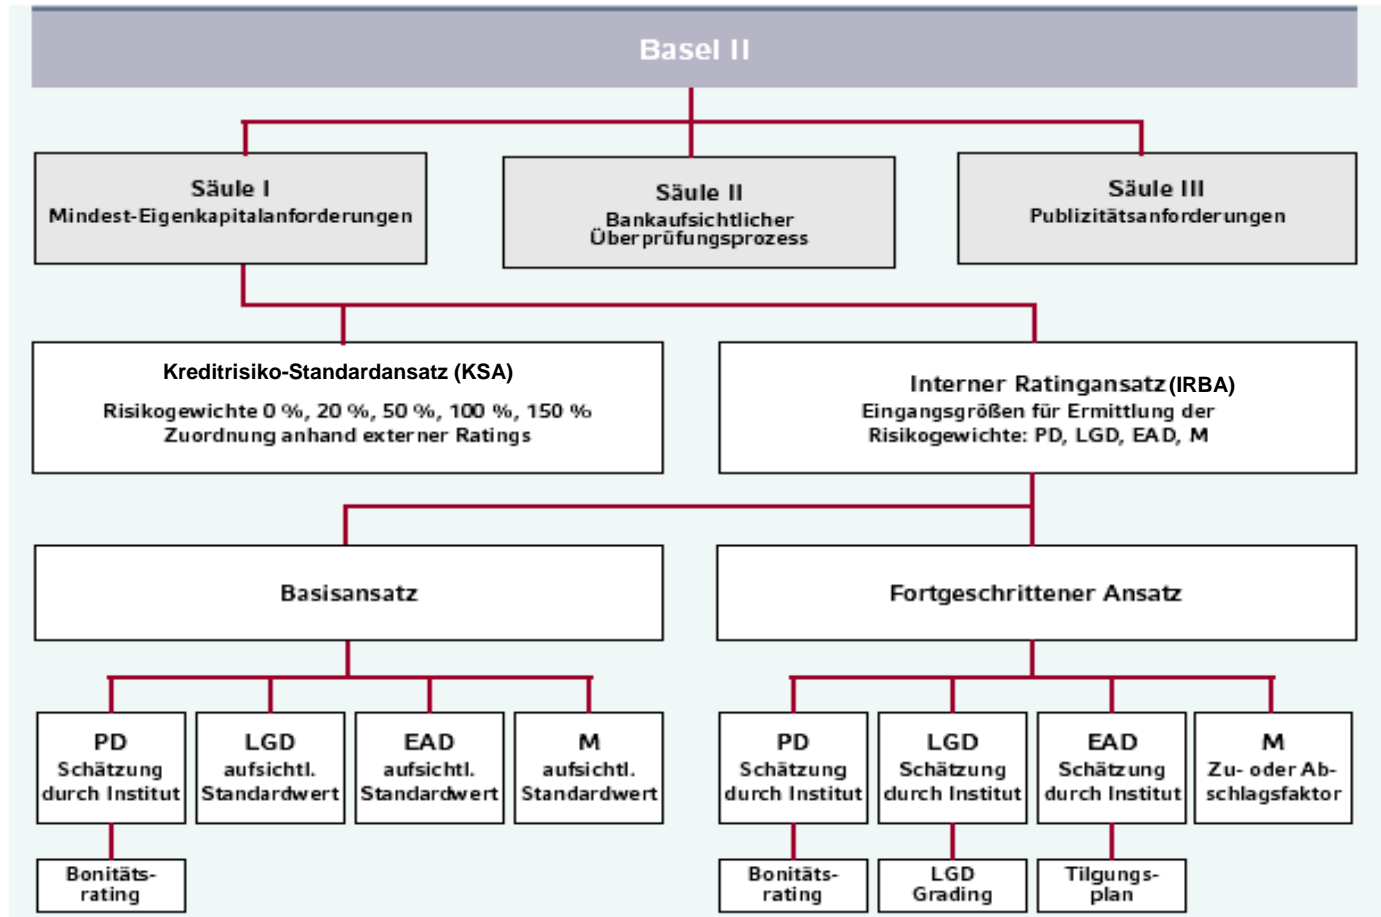 Basel II
Säule I
Mindest-Eigenkapitalanforderungen
Säule II
Bankaufsichtlicher
Überprüfungsprozess
Säule III
Publizitätsanforderungen
Kreditrisiko-Standardansatz (KSA)
Risikogewichte 0 %, 20 %, 50 %, 100 %, 150 %
Zuordnung anhand externer Ratings
Interner Ratingansatz (IRBA)
Eingangsgrößen für Ermittlung der
Risikogewichte: PD, LGD, EAD, M
Basisansatz
Fortgeschrittener Ansatz
PD
Schätzung
durch Institut
LGD
aufsichtl.
Standardwert
EAD
aufsichtl.
Standardwert
M
aufsichtl.
Standardwert
PD
Schätzung
durch Institut
LGD
Schätzung
durch Institut
EAD
Schätzung
durch Institut
M
Zu- oder Ab-
schlagsfaktor
Bonitäts-
rating
Bonitäts-
rating
LGD
Grading
Tilgungs-
plan